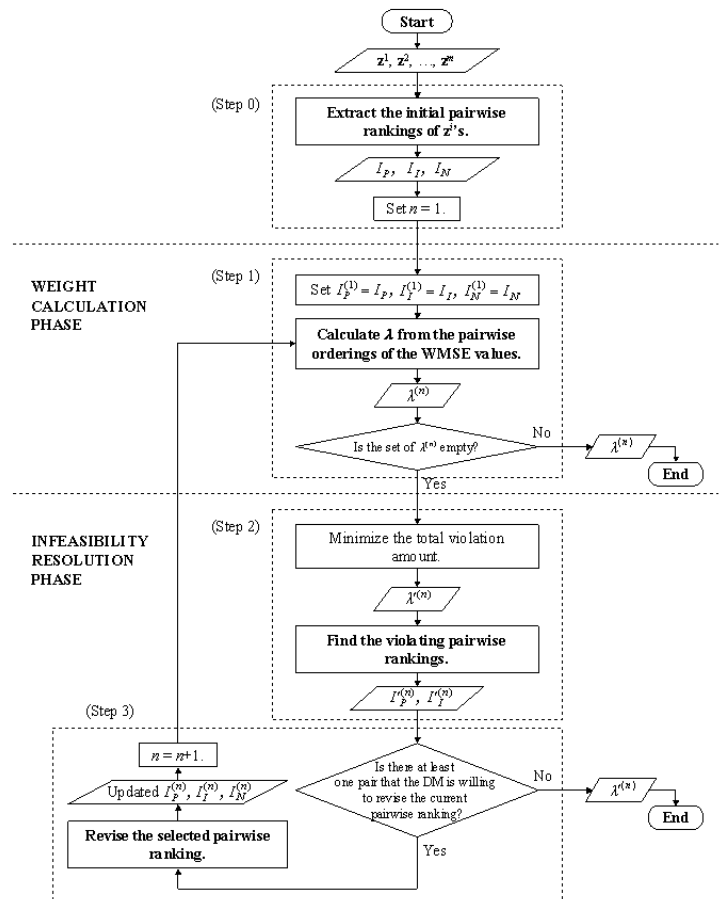 Start
z¹, z², …, zᵐ
(Step 0)
Extract the initial pairwise
rankings of zⁱ's.
I_P, I_I, I_N
Set n = 1.
WEIGHT
CALCULATION
PHASE
(Step 1)
Set I_P^(1) = I_P, I_I^(1) = I_I, I_N^(1) = I_N
Calculate λ from the pairwise
orderings of the WMSE values.
λ^(n)
Is the set of λ^(n) empty?
No
λ^(n)
End
Yes
INFEASIBILITY
RESOLUTION
PHASE
(Step 2)
Minimize the total violation
amount.
λ'^(n)
Find the violating pairwise
rankings.
I'_P^(n), I'_I^(n)
(Step 3)
Is there at least
one pair that the DM is willing
to revise the current
pairwise ranking?
No
λ'^(n)
End
Yes
n = n+1.
Updated I_P^(n), I_I^(n), I_N^(n)
Revise the selected pairwise
ranking.